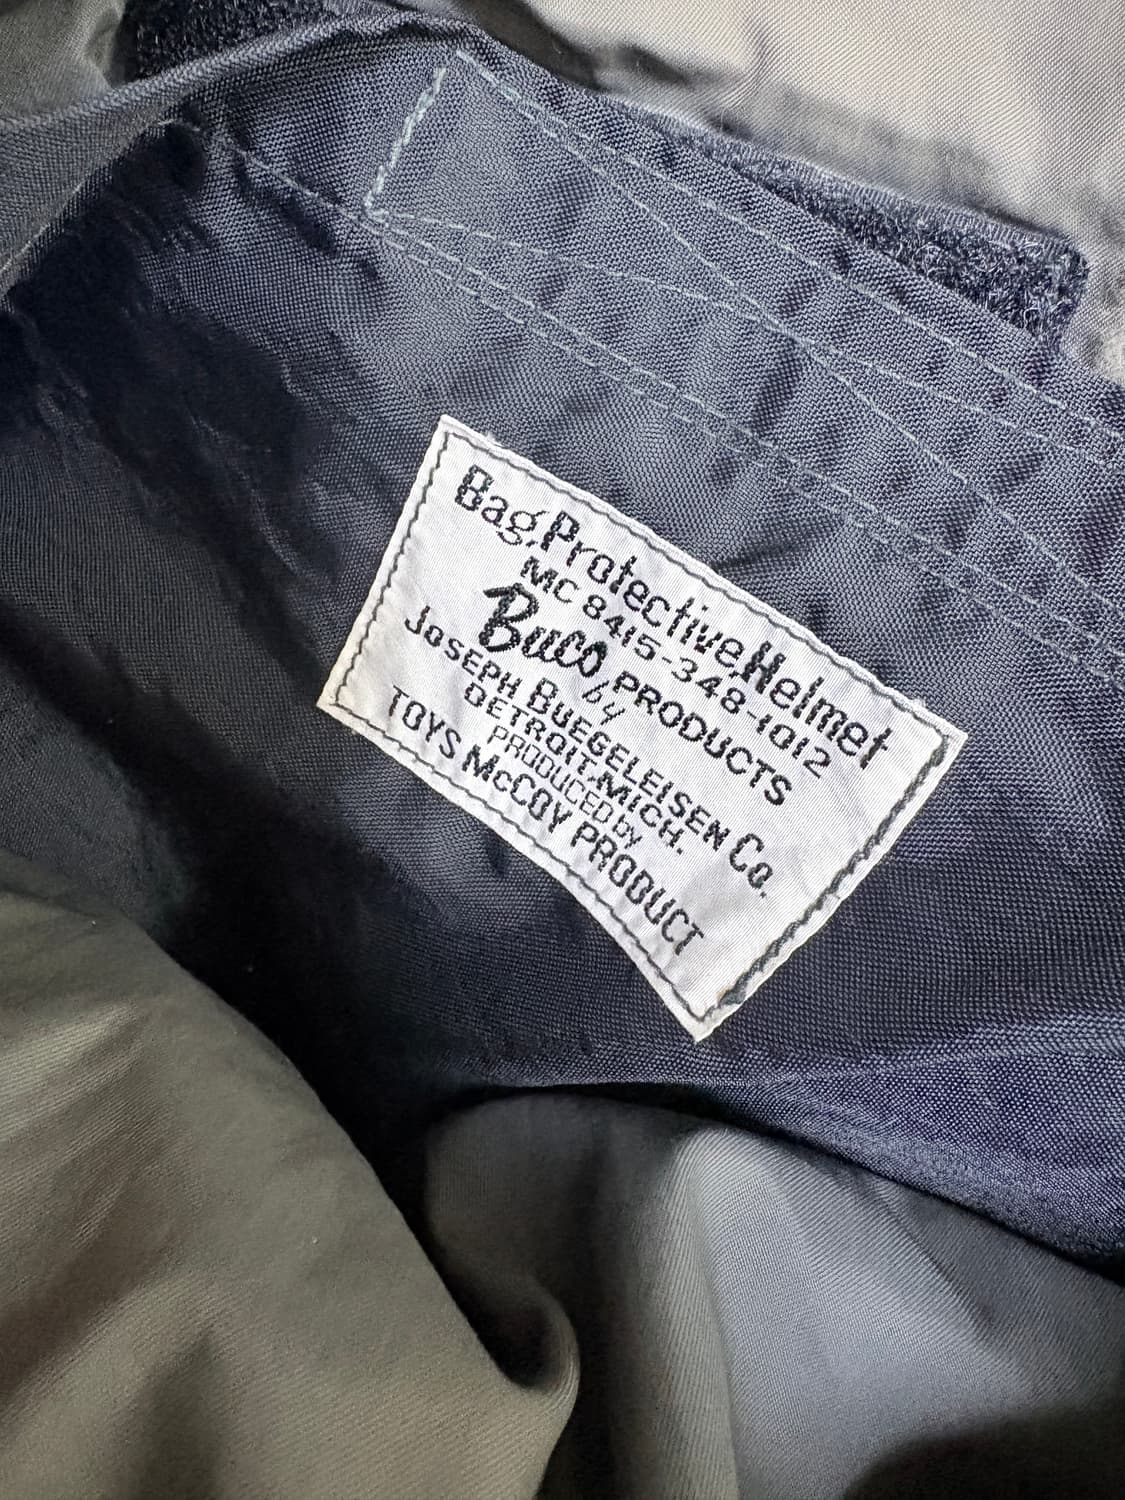 Bag, Protective, Helmet
MC 8415-348-1012
Buco PRODUCTS
by
JOSEPH BUEGELEISEN CO.
DETROIT, MICH.
PRODUCED by
TOYS McCOY PRODUCT